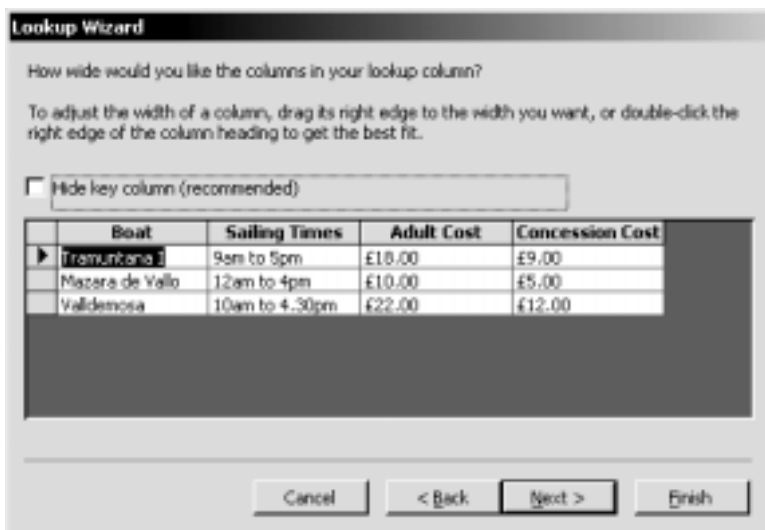 Lookup Wizard
How wide would you like the columns in your lookup column?
To adjust the width of a column, drag its right edge to the width you want, or double-click the
right edge of the column heading to get the best fit.
Hide key column (recommended)
Boat Sailing Times Adult Cost Concession Cost
Tramuntana I 9am to 5pm £18.00 £9.00
Mazara de Vallo 12am to 4pm £10.00 £5.00
Valldemosa 10am to 4.30pm £22.00 £12.00
Cancel < Back Next > Finish